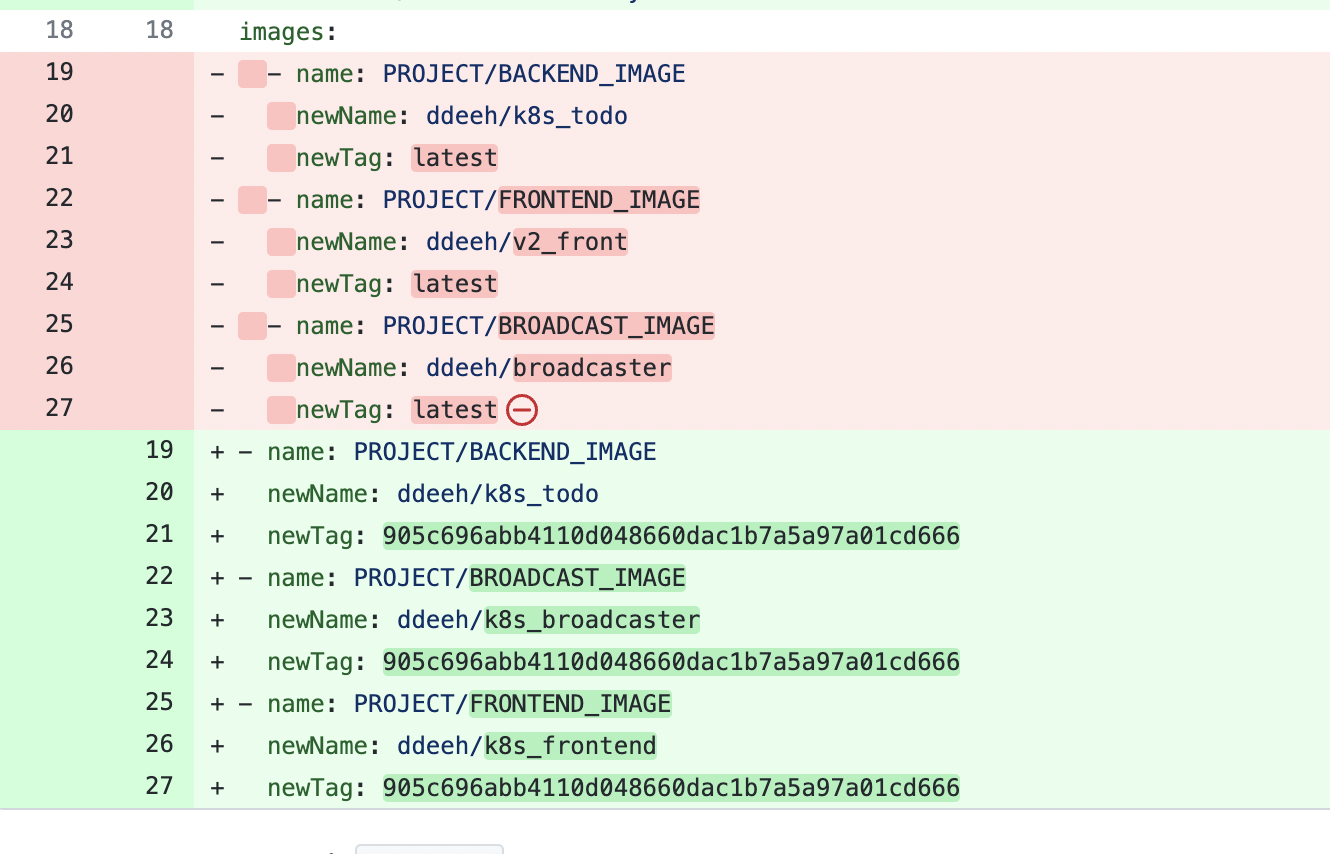 18 18 images:
19 - - name: PROJECT/BACKEND_IMAGE
20 - newName: ddeeh/k8s_todo
21 - newTag: latest
22 - - name: PROJECT/FRONTEND_IMAGE
23 - newName: ddeeh/v2_front
24 - newTag: latest
25 - - name: PROJECT/BROADCAST_IMAGE
26 - newName: ddeeh/broadcaster
27 - newTag: latest
19 + - name: PROJECT/BACKEND_IMAGE
20 + newName: ddeeh/k8s_todo
21 + newTag: 905c696abb4110d048660dac1b7a5a97a01cd666
22 + - name: PROJECT/BROADCAST_IMAGE
23 + newName: ddeeh/k8s_broadcaster
24 + newTag: 905c696abb4110d048660dac1b7a5a97a01cd666
25 + - name: PROJECT/FRONTEND_IMAGE
26 + newName: ddeeh/k8s_frontend
27 + newTag: 905c696abb4110d048660dac1b7a5a97a01cd666